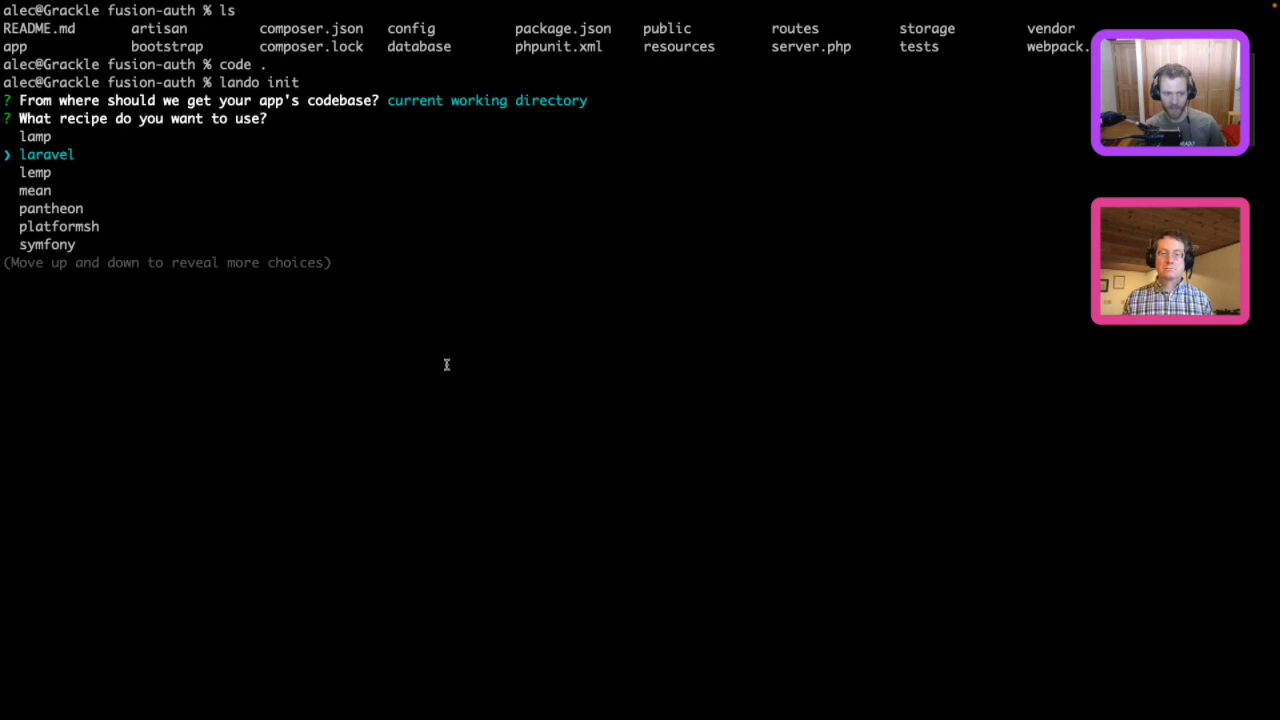 alec@Grackle fusion-auth % ls
README.md artisan composer.json config package.json public routes storage vendor
app bootstrap composer.lock database phpunit.xml resources server.php tests webpack.
alec@Grackle fusion-auth % code .
alec@Grackle fusion-auth % lando init
? From where should we get your app's codebase? current working directory
? What recipe do you want to use?
lamp
❯ laravel
lemp
mean
pantheon
platformsh
symfony
(Move up and down to reveal more choices)